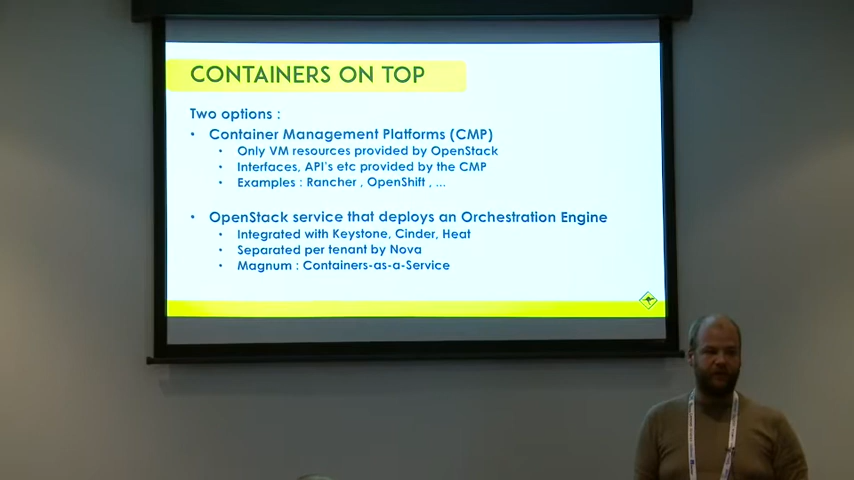 CONTAINERS ON TOP
Two options :
• Container Management Platforms (CMP)
• Only VM resources provided by OpenStack
• Interfaces, API's etc provided by the CMP
• Examples : Rancher , OpenShift , ...
• OpenStack service that deploys an Orchestration Engine
• Integrated with Keystone, Cinder, Heat
• Separated per tenant by Nova
• Magnum : Containers-as-a-Service